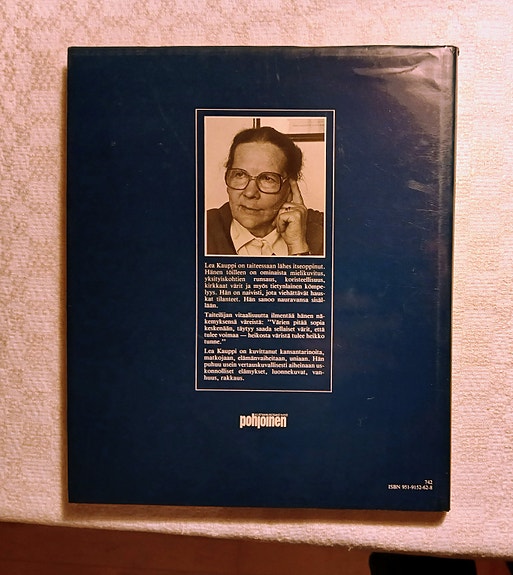 Lea Kauppi on taiteessaan lähes itseoppinut.
Hänen töilleen on ominaista mielikuvitus,
yksityiskohtien runsaus, koristeellisuus,
kirkkaat värit ja myös tietynlainen kömpe-
lyys. Hän on naivisti, jota viehättävät haus-
kat tilanteet. Hän sanoo nauravansa sisäl-
lään.
Taiteilijan vitaalisuutta ilmentää hänen nä-
kemyksensä väreistä: "Värien pitää sopia
keskenään, täytyy saada sellaiset värit, että
tulee voimaa — heikosta väristä tulee heikko
tunne."
Lea Kauppi on kuvittanut kansantarinoita,
matkojaan, elämänvaiheitaan, uniaan. Hän
puhuu usein vertauskuvallisesti aiheinaan us-
konnolliset elämykset, luonnekuvat, van-
huus, rakkaus.
pohjoinen
742
ISBN 951-9152-62-8